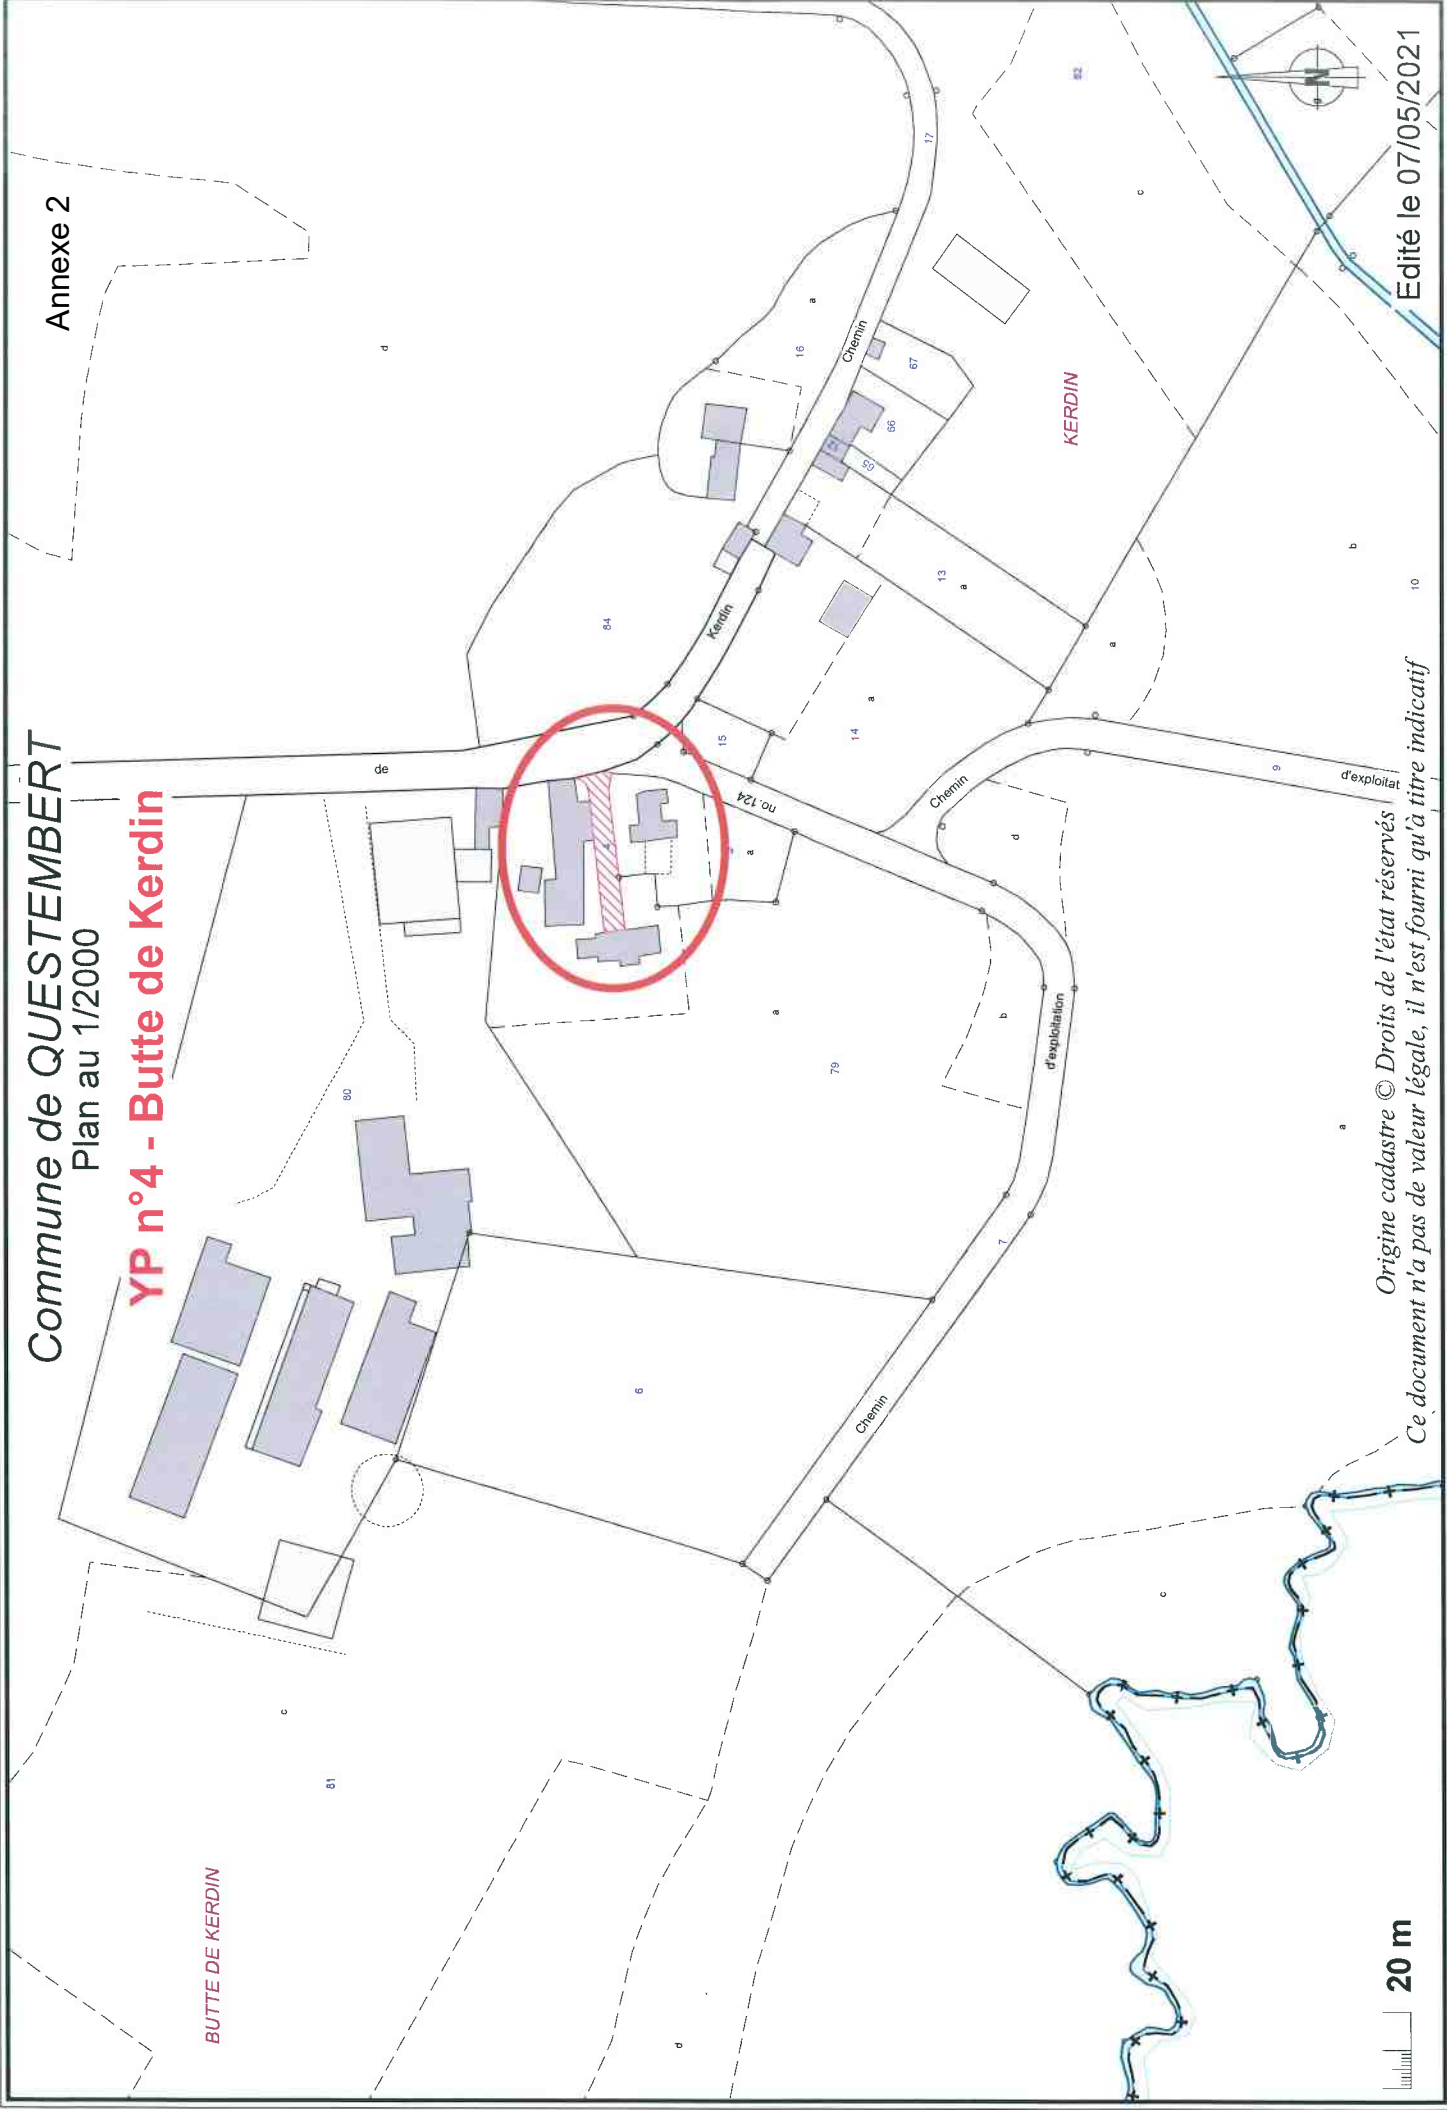 Commune de QUESTEMBERT
Plan au 1/2000
Annexe 2
YP n°4 - Butte de Kerdin
BUTTE DE KERDIN
81
c
d
80
6
79
a
a
4
de
84
d
Kerdin
15
14
a
no.124
16
a
Chemin
17
67
66
65
12
13
a
KERDIN
82
c
Chemin
a
b
10
9
d'exploitat
d
b
d'exploitation
7
Chemin
a
c
20 m
Origine cadastre © Droits de l'état réservés
Ce document n'a pas de valeur légale, il n'est fourni qu'à titre indicatif
Edité le 07/05/2021
N